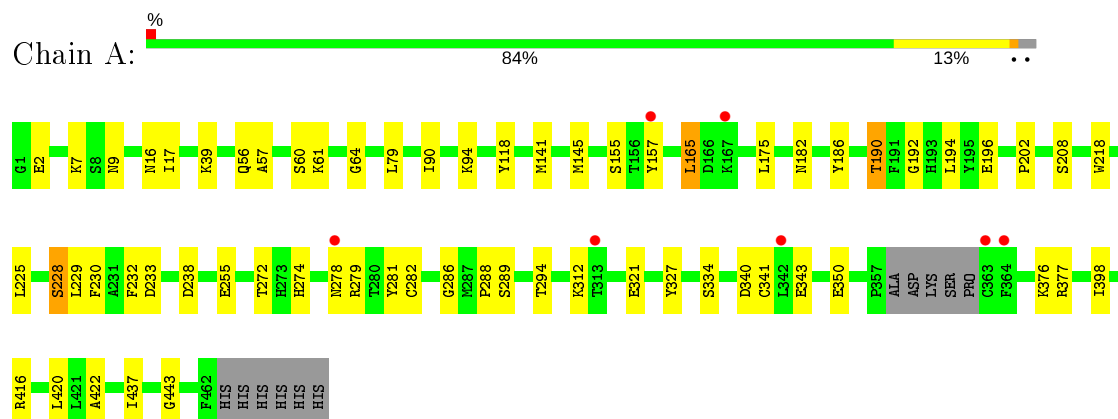 %
Chain A:
84%
13%
• •
G1 E2 K7 S8 N9 N16 I17 K39 Q56 A57 S60 K61 G64 L79 I90 K94 Y118 M141 M145 S155 T156 Y157 L165 D166 K167 L175 N182 Y186 T190 F191 G192 H193 L194 Y195 E196 P202 S208 W218
L225 S228 L229 F230 A231 F232 D233 D238 E255 T272 H273 H274 N278 R279 T280 Y281 C282 G286 M287 P288 S289 T294 K312 T313 E321 Y327 S334 D340 C341 L342 E343 E350 P357 ALA ASP LYS SER PRO C363 F364 K376 R377 I398
R416 L420 L421 A422 I437 G443 F462 HIS HIS HIS HIS HIS HIS